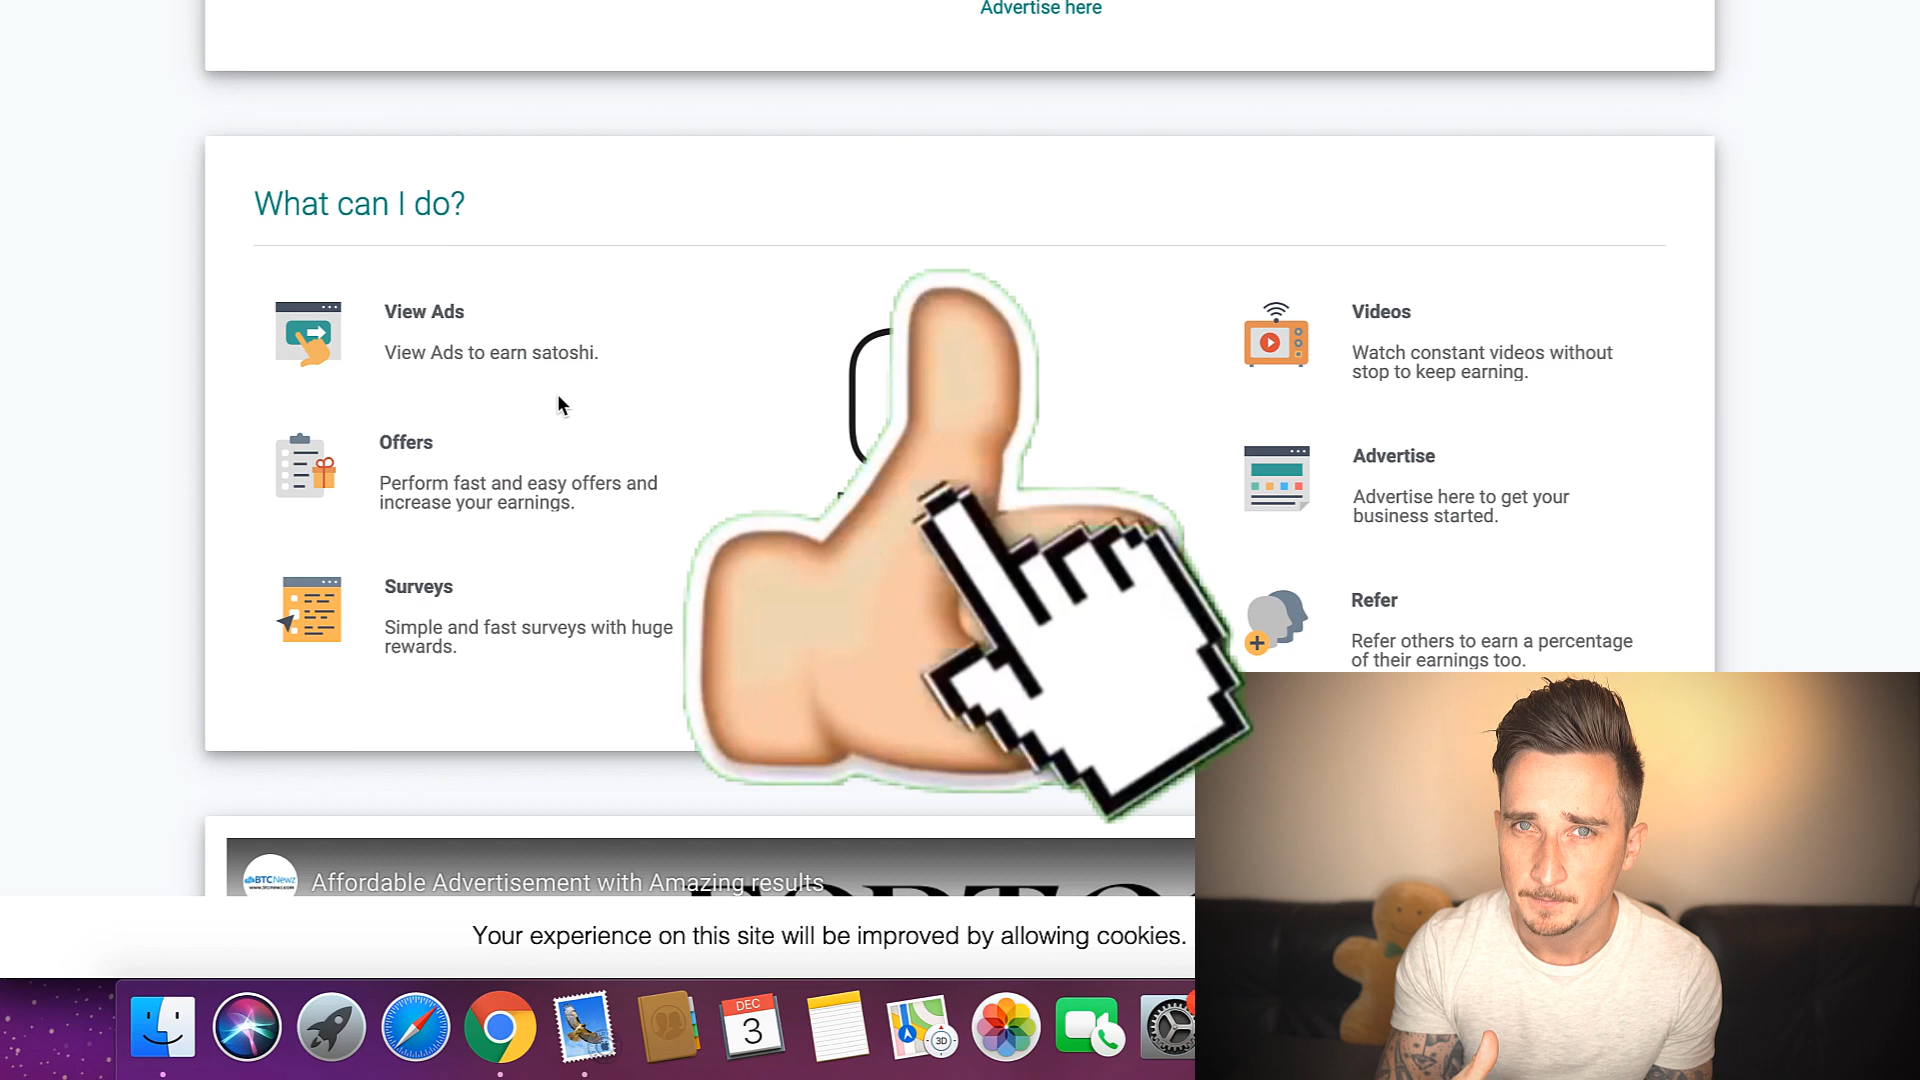 Advertise here
What can I do?
View Ads
View Ads to earn satoshi.
Offers
Perform fast and easy offers and
increase your earnings.
Surveys
Simple and fast surveys with huge
rewards.
Videos
Watch constant videos without
stop to keep earning.
Advertise
Advertise here to get your
business started.
Refer
Refer others to earn a percentage
of their earnings too.
BTCNewz
Affordable Advertisement with Amazing results
Your experience on this site will be improved by allowing cookies.
DEC
3
3D